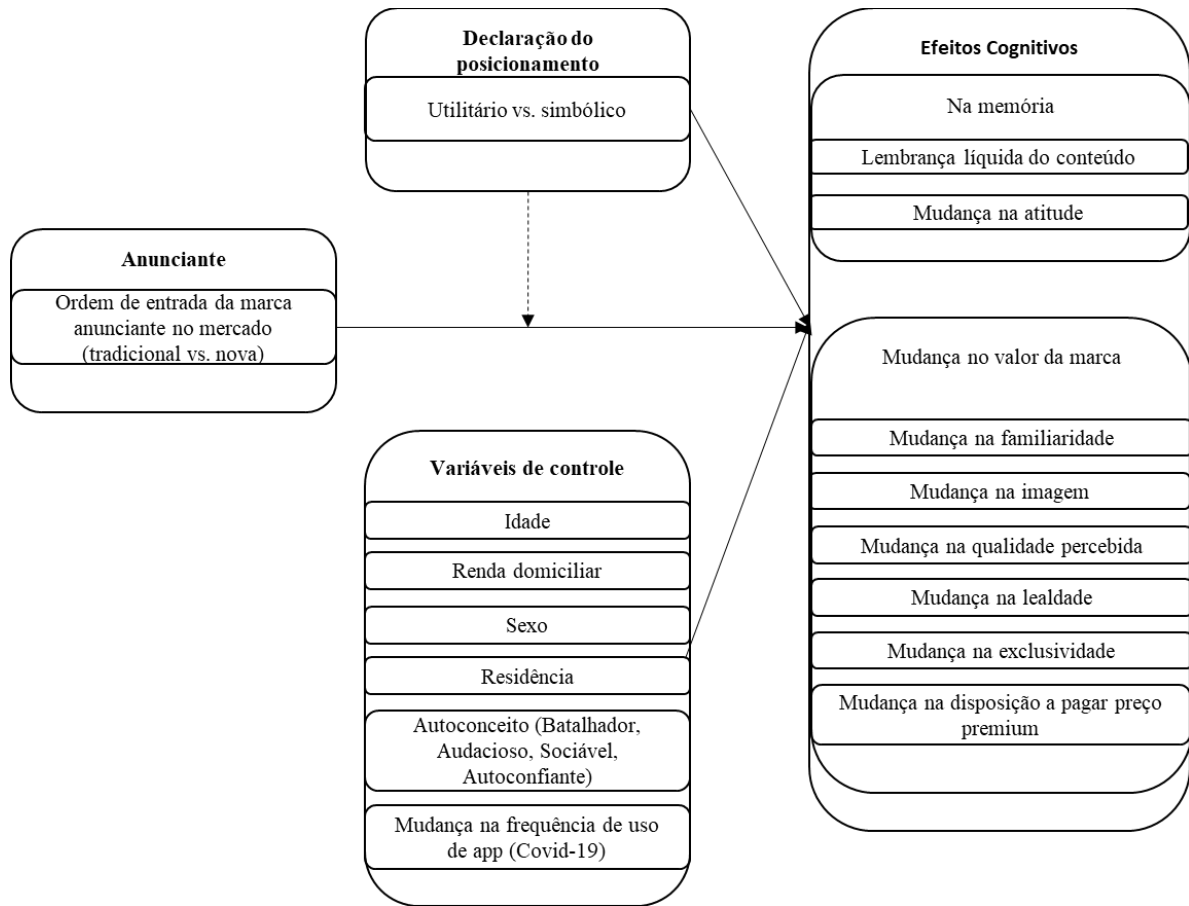 Declaração do
posicionamento
Utilitário vs. simbólico
Anunciante
Ordem de entrada da marca
anunciante no mercado
(tradicional vs. nova)
Variáveis de controle
Idade
Renda domiciliar
Sexo
Residência
Autoconceito (Batalhador,
Audacioso, Sociável,
Autoconfiante)
Mudança na frequência de uso
de app (Covid-19)
Efeitos Cognitivos
Na memória
Lembrança líquida do conteúdo
Mudança na atitude
Mudança no valor da marca
Mudança na familiaridade
Mudança na imagem
Mudança na qualidade percebida
Mudança na lealdade
Mudança na exclusividade
Mudança na disposição a pagar preço
premium